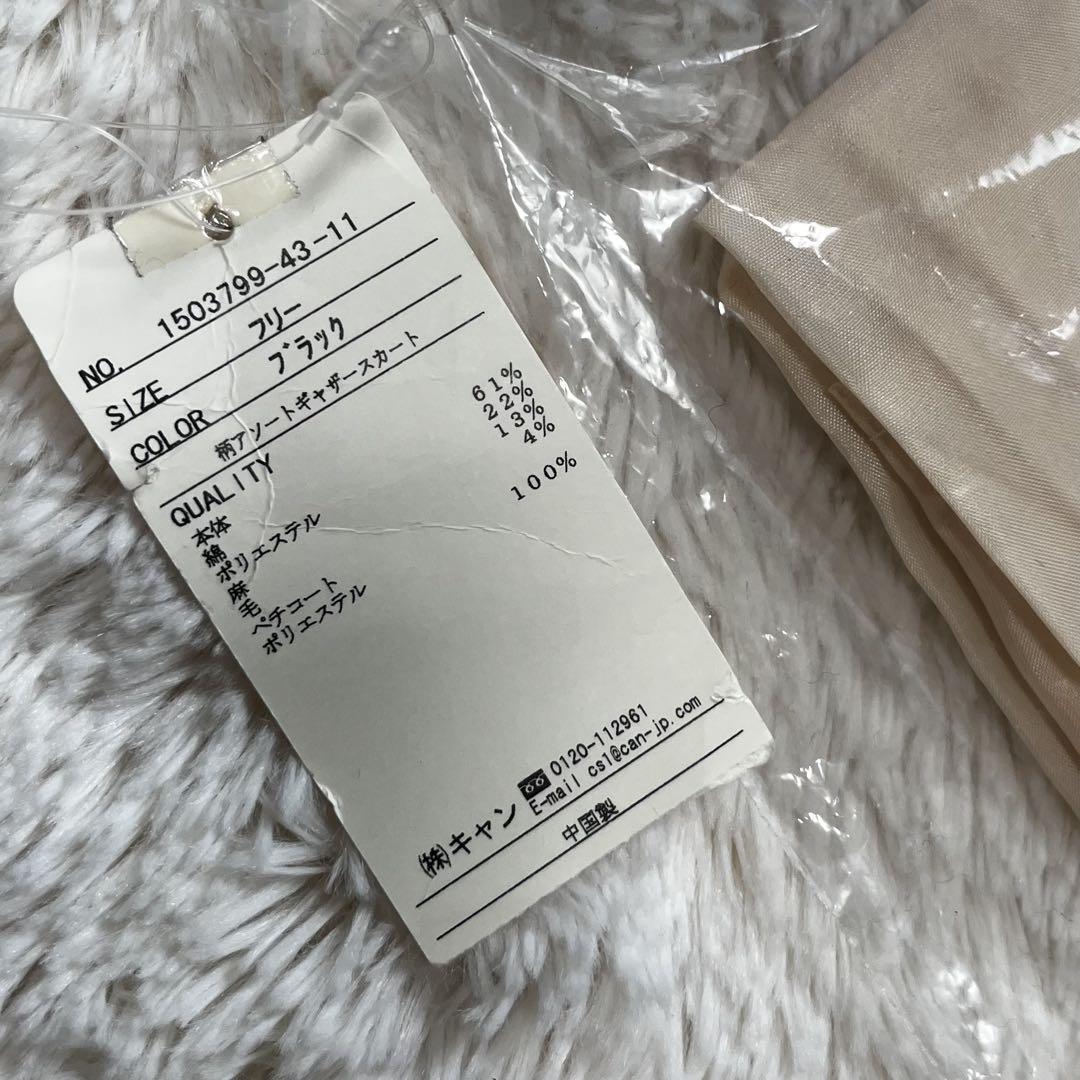 NO. 1503799-43-11
SIZE フリー
COLOR ブラック
柄アソートギャザースカート
QUALITY
本体
綿 61%
ポリエステル 22%
麻 13%
毛 4%
ペチコート
ポリエステル 100%
㈱キャン 0120-112961
E-mail cs1@can-jp.com
中国製